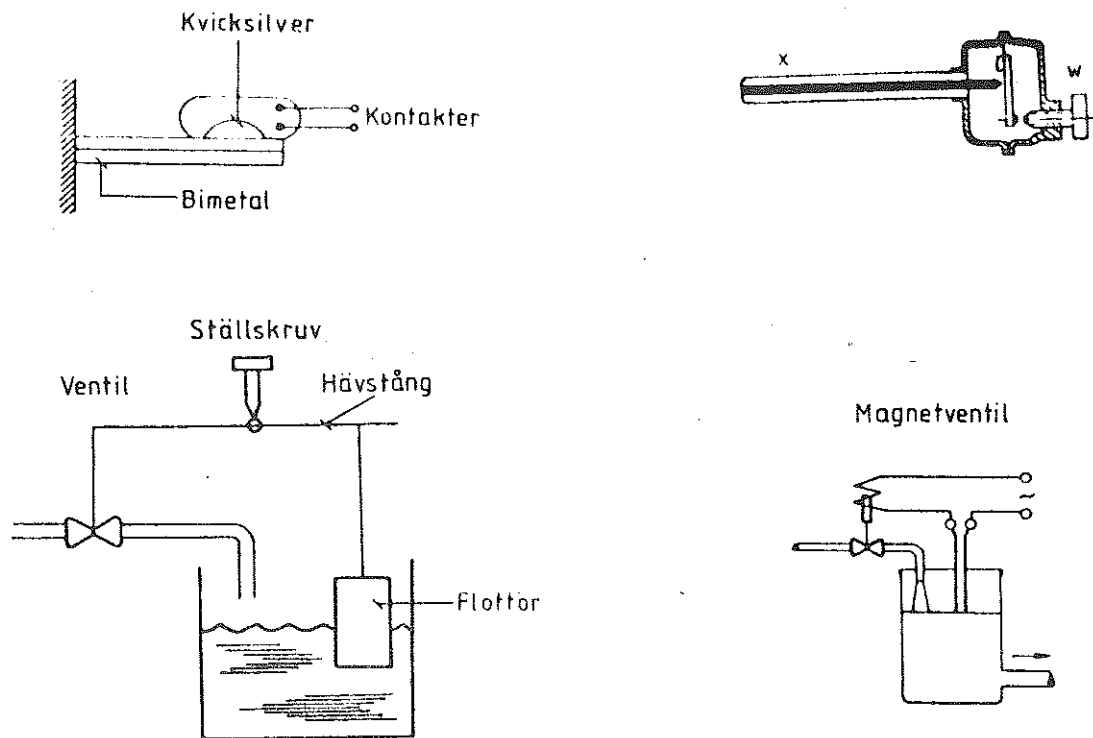 Kvicksilver
Kontakter
Bimetal
x
w
Ställskruv
Ventil
Hävstång
Flottör
Magnetventil
~